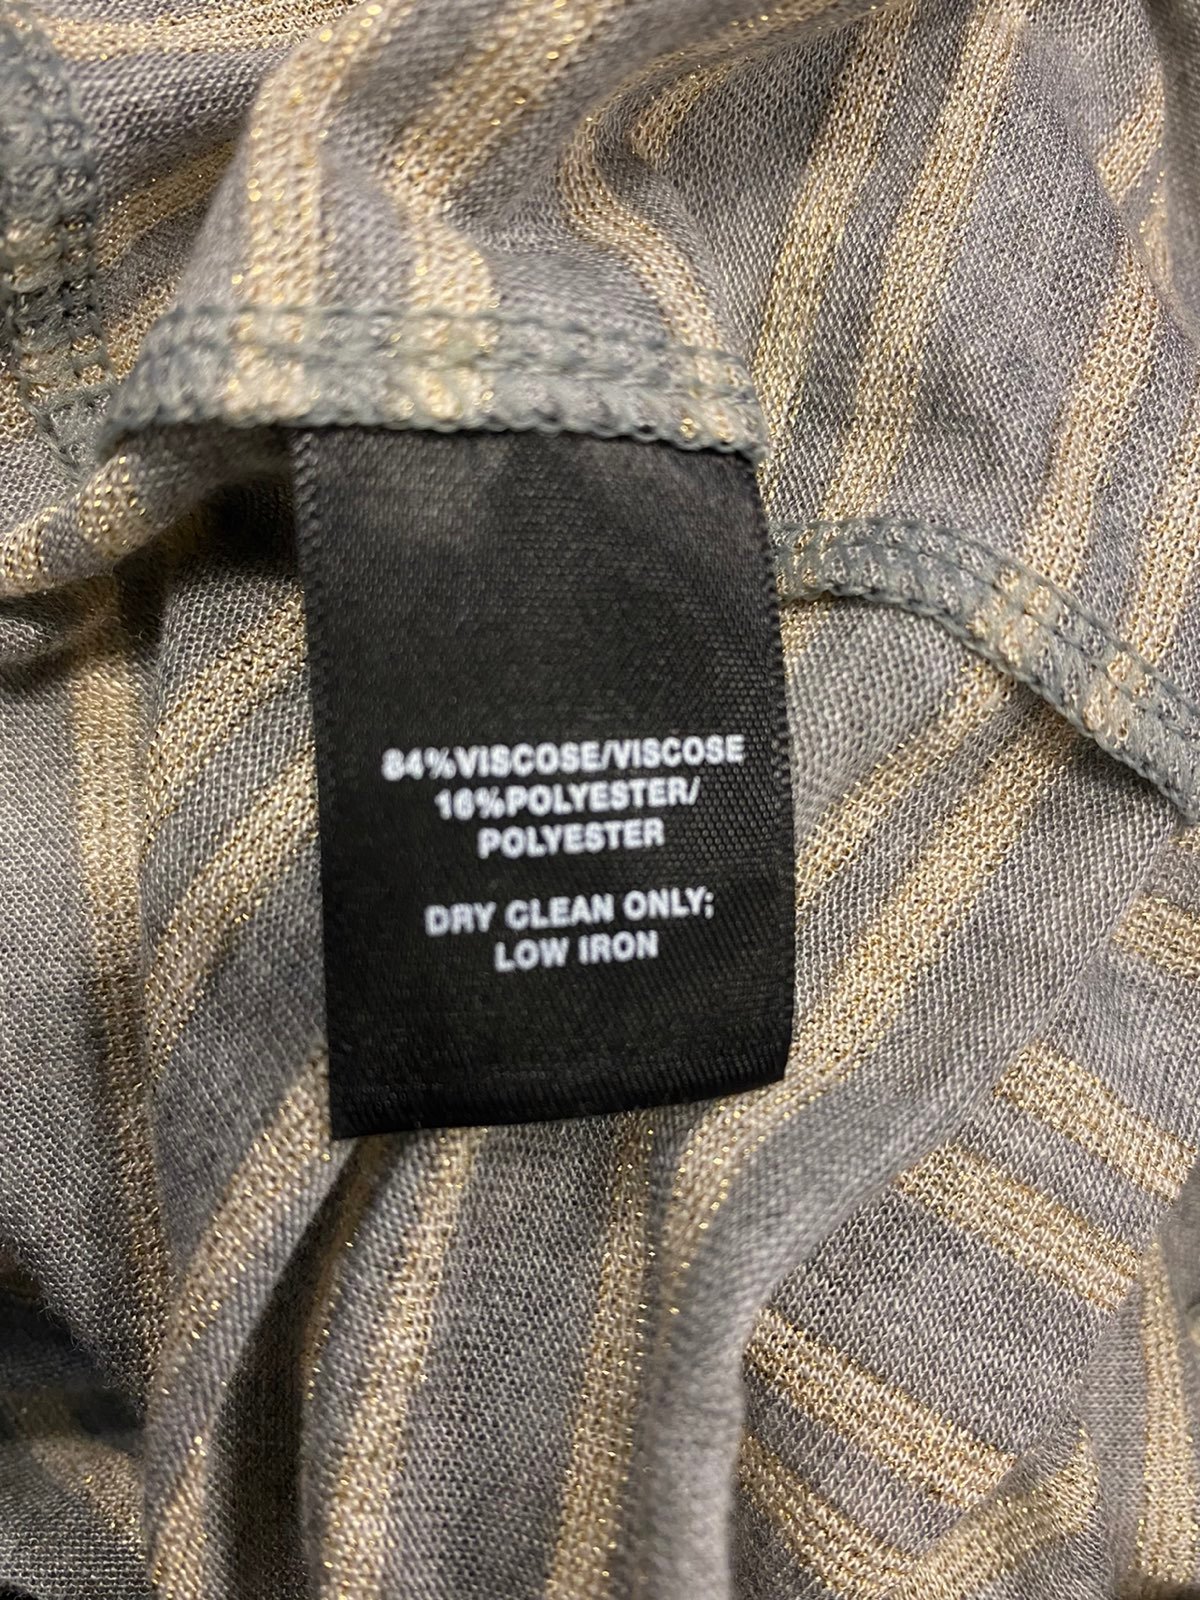 84%VISCOSE/VISCOSE
16%POLYESTER/
POLYESTER
DRY CLEAN ONLY;
LOW IRON